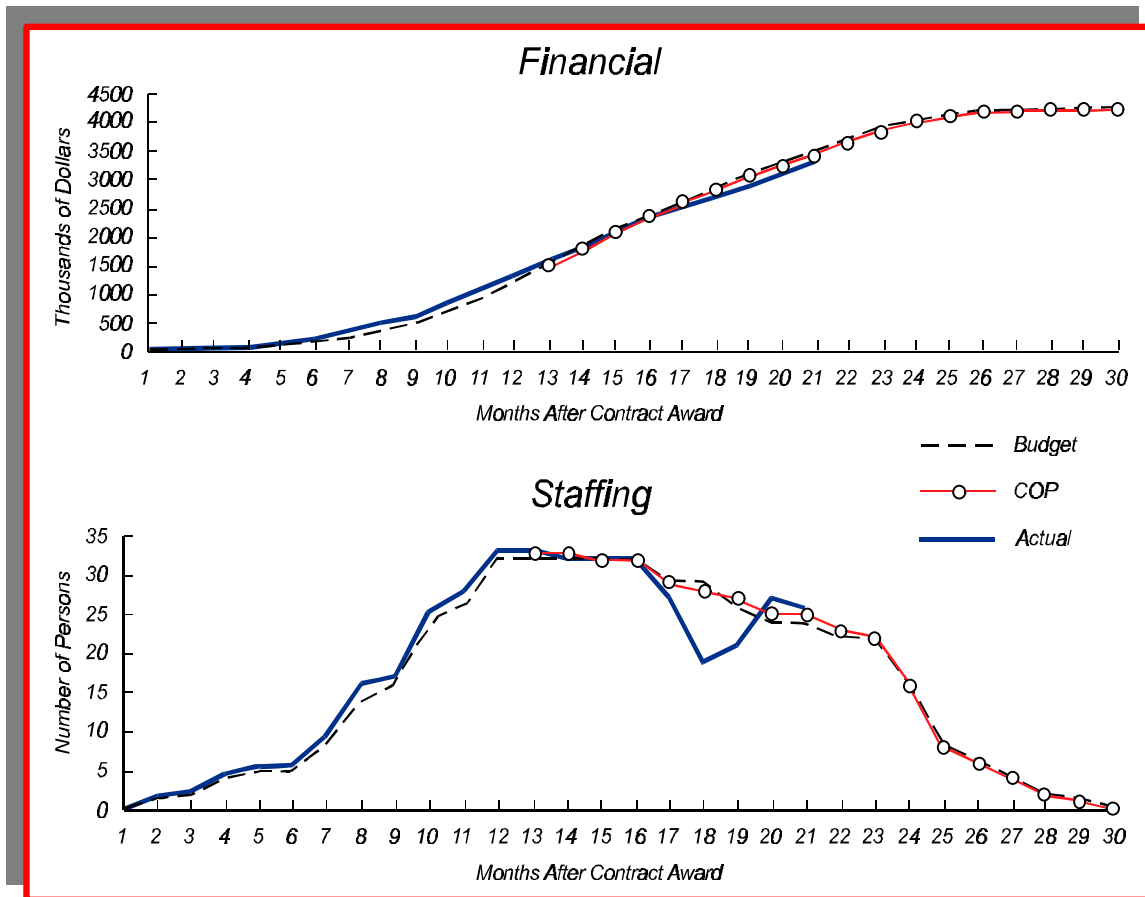 Financial
4500
4000
3500
3000
2500
2000
1500
1000
500
0
Thousands of Dollars
1 2 3 4 5 6 7 8 9 10 11 12 13 14 15 16 17 18 19 20 21 22 23 24 25 26 27 28 29 30
Months After Contract Award
Budget
COP
Actual
Staffing
35
30
25
20
15
10
5
0
Number of Persons
1 2 3 4 5 6 7 8 9 10 11 12 13 14 15 16 17 18 19 20 21 22 23 24 25 26 27 28 29 30
Months After Contract Award